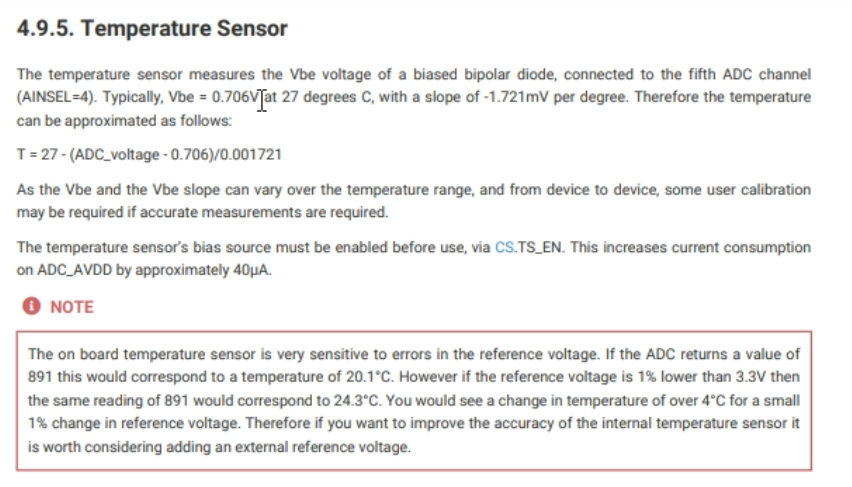 4.9.5. Temperature Sensor
The temperature sensor measures the Vbe voltage of a biased bipolar diode, connected to the fifth ADC channel
(AINSEL=4). Typically, Vbe = 0.706V at 27 degrees C, with a slope of -1.721mV per degree. Therefore the temperature
can be approximated as follows:
T = 27 - (ADC_voltage - 0.706)/0.001721
As the Vbe and the Vbe slope can vary over the temperature range, and from device to device, some user calibration
may be required if accurate measurements are required.
The temperature sensor's bias source must be enabled before use, via CS.TS_EN. This increases current consumption
on ADC_AVDD by approximately 40μA.
NOTE
The on board temperature sensor is very sensitive to errors in the reference voltage. If the ADC returns a value of
891 this would correspond to a temperature of 20.1°C. However if the reference voltage is 1% lower than 3.3V then
the same reading of 891 would correspond to 24.3°C. You would see a change in temperature of over 4°C for a small
1% change in reference voltage. Therefore if you want to improve the accuracy of the internal temperature sensor it
is worth considering adding an external reference voltage.